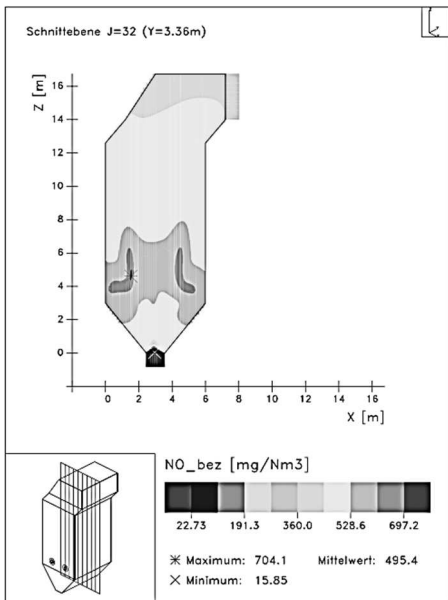 Schnittebene J=32 (Y=3.36m)
Z [m]
16
14
12
10
8
6
4
2
0
0 2 4 6 8 10 12 14 16
X [m]
NO_bez [mg/Nm3]
22.73 191.3 360.0 528.6 697.2
Maximum: 704.1 Mittelwert: 495.4
Minimum: 15.85